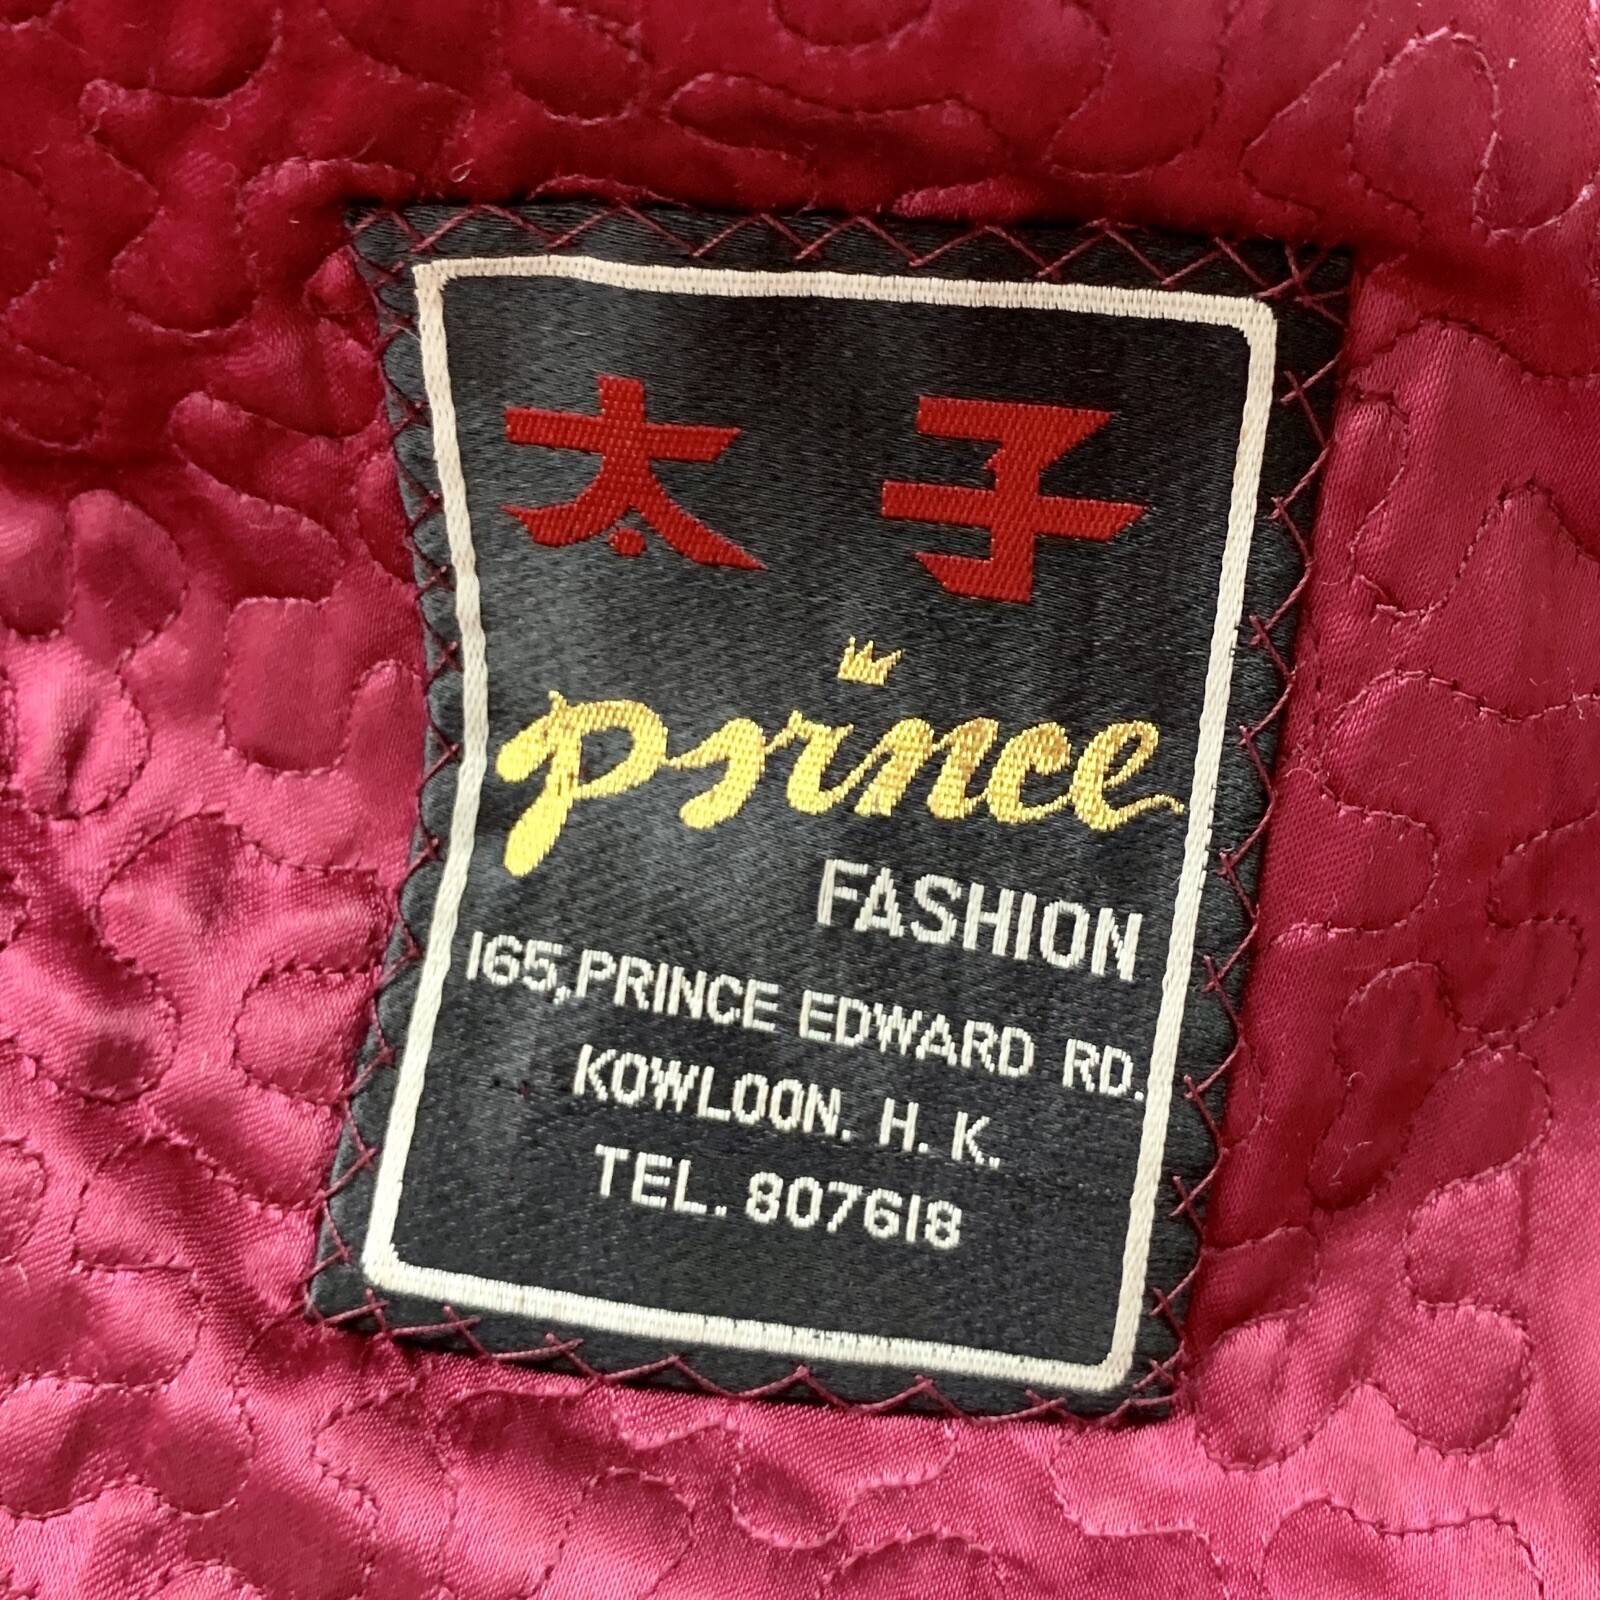 太子
prince
FASHION
165, PRINCE EDWARD RD.
KOWLOON. H. K.
TEL. 807618